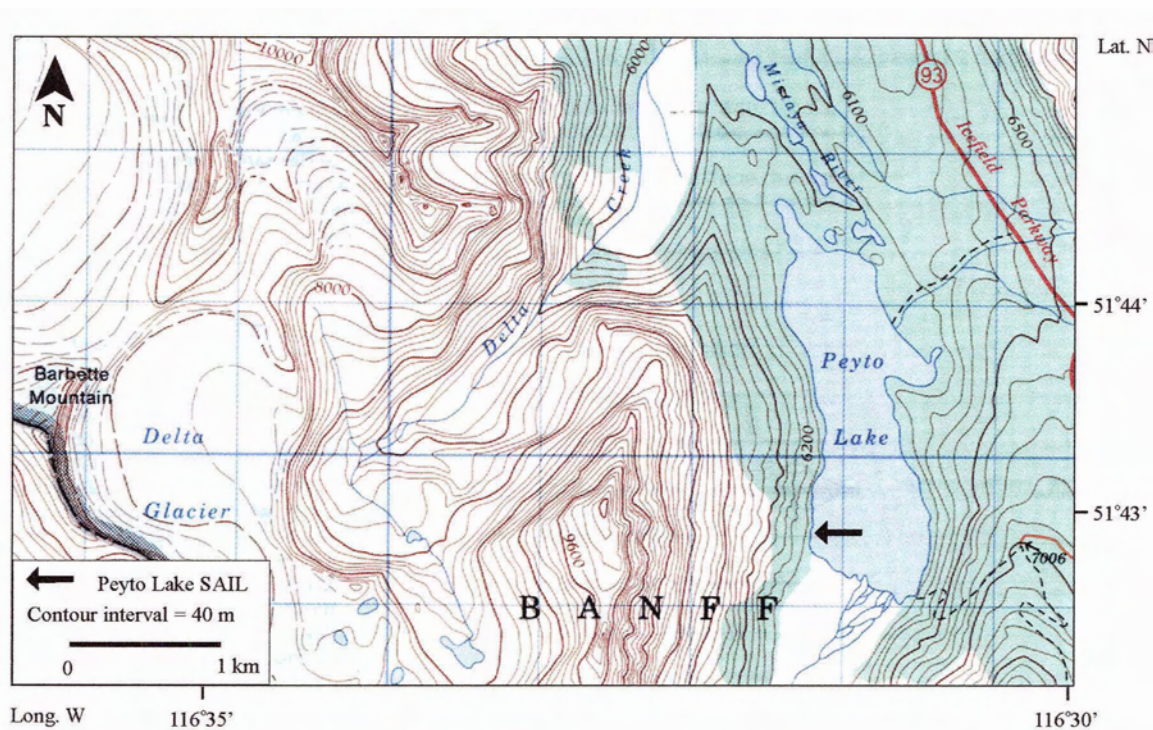 Lat. N
N
10000
6000
Misaya
River
93
6100
Icefield
6500
Parkway
Creek
8000
Delta
51°44’
Barbette
Mountain
Peyto
Lake
Delta
6200
Glacier
51°43’
9600
7006
Peyto Lake SAIL
Contour interval = 40 m
0
1 km
B A N F F
Long. W
116°35’
116°30’